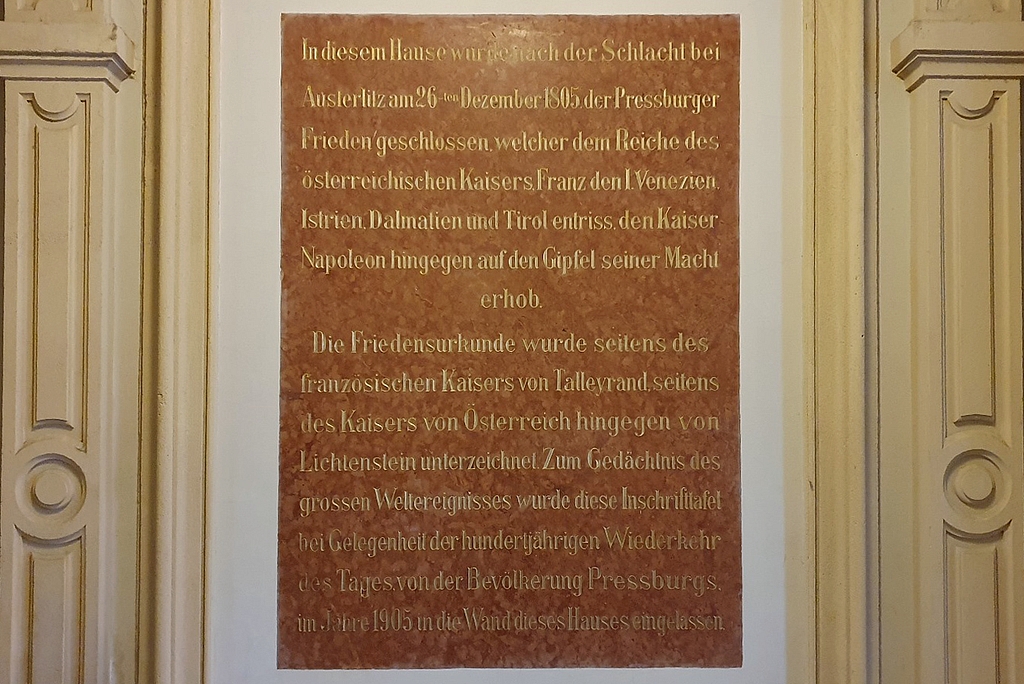 In diesem Hause wurde nach der Schlacht bei
Austerlitz am 26-ten Dezember 1805. der Pressburger
Frieden geschlossen, welcher dem Reiche des
österreichischen Kaisers, Franz den I. Venezien,
Istrien, Dalmatien und Tirol entriss, den Kaiser
Napoleon hingegen auf den Gipfel seiner Macht
erhob.
Die Friedensurkunde wurde seitens des
französischen Kaisers von Talleyrand, seitens
des Kaisers von Österreich hingegen von
Lichtenstein unterzeichnet. Zum Gedächtnis des
grossen Weltereignisses wurde diese Inschrifttafel
bei Gelegenheit der hundertjährigen Wiederkehr
des Tages, von der Bevölkerung Pressburgs,
im Jahre 1905 in die Wand dieses Hauses eingelassen.